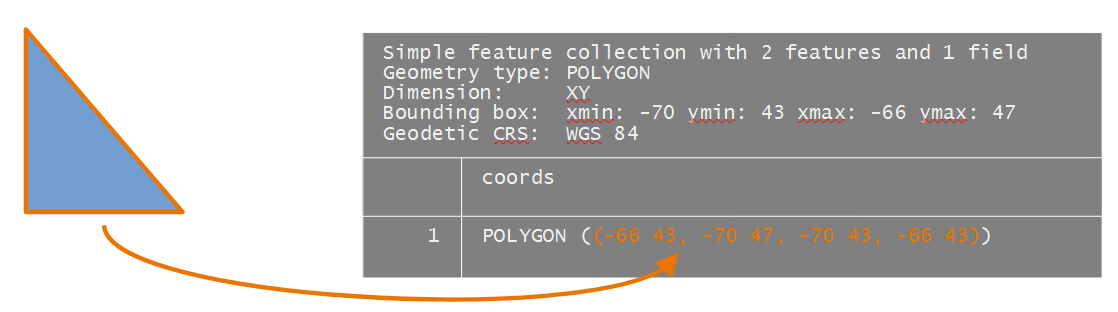 Simple feature collection with 2 features and 1 field
Geometry type: POLYGON
Dimension:     XY
Bounding box:  xmin: -70 ymin: 43 xmax: -66 ymax: 47
Geodetic CRS:  WGS 84
coords
1 POLYGON ((-66 43, -70 47, -70 43, -66 43))